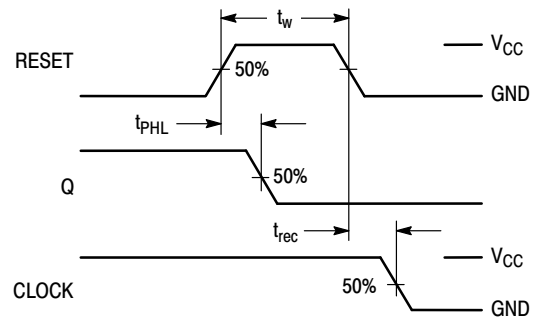 t_w
RESET
50%
V_CC
GND
t_PHL
Q
50%
t_rec
CLOCK
50%
V_CC
GND